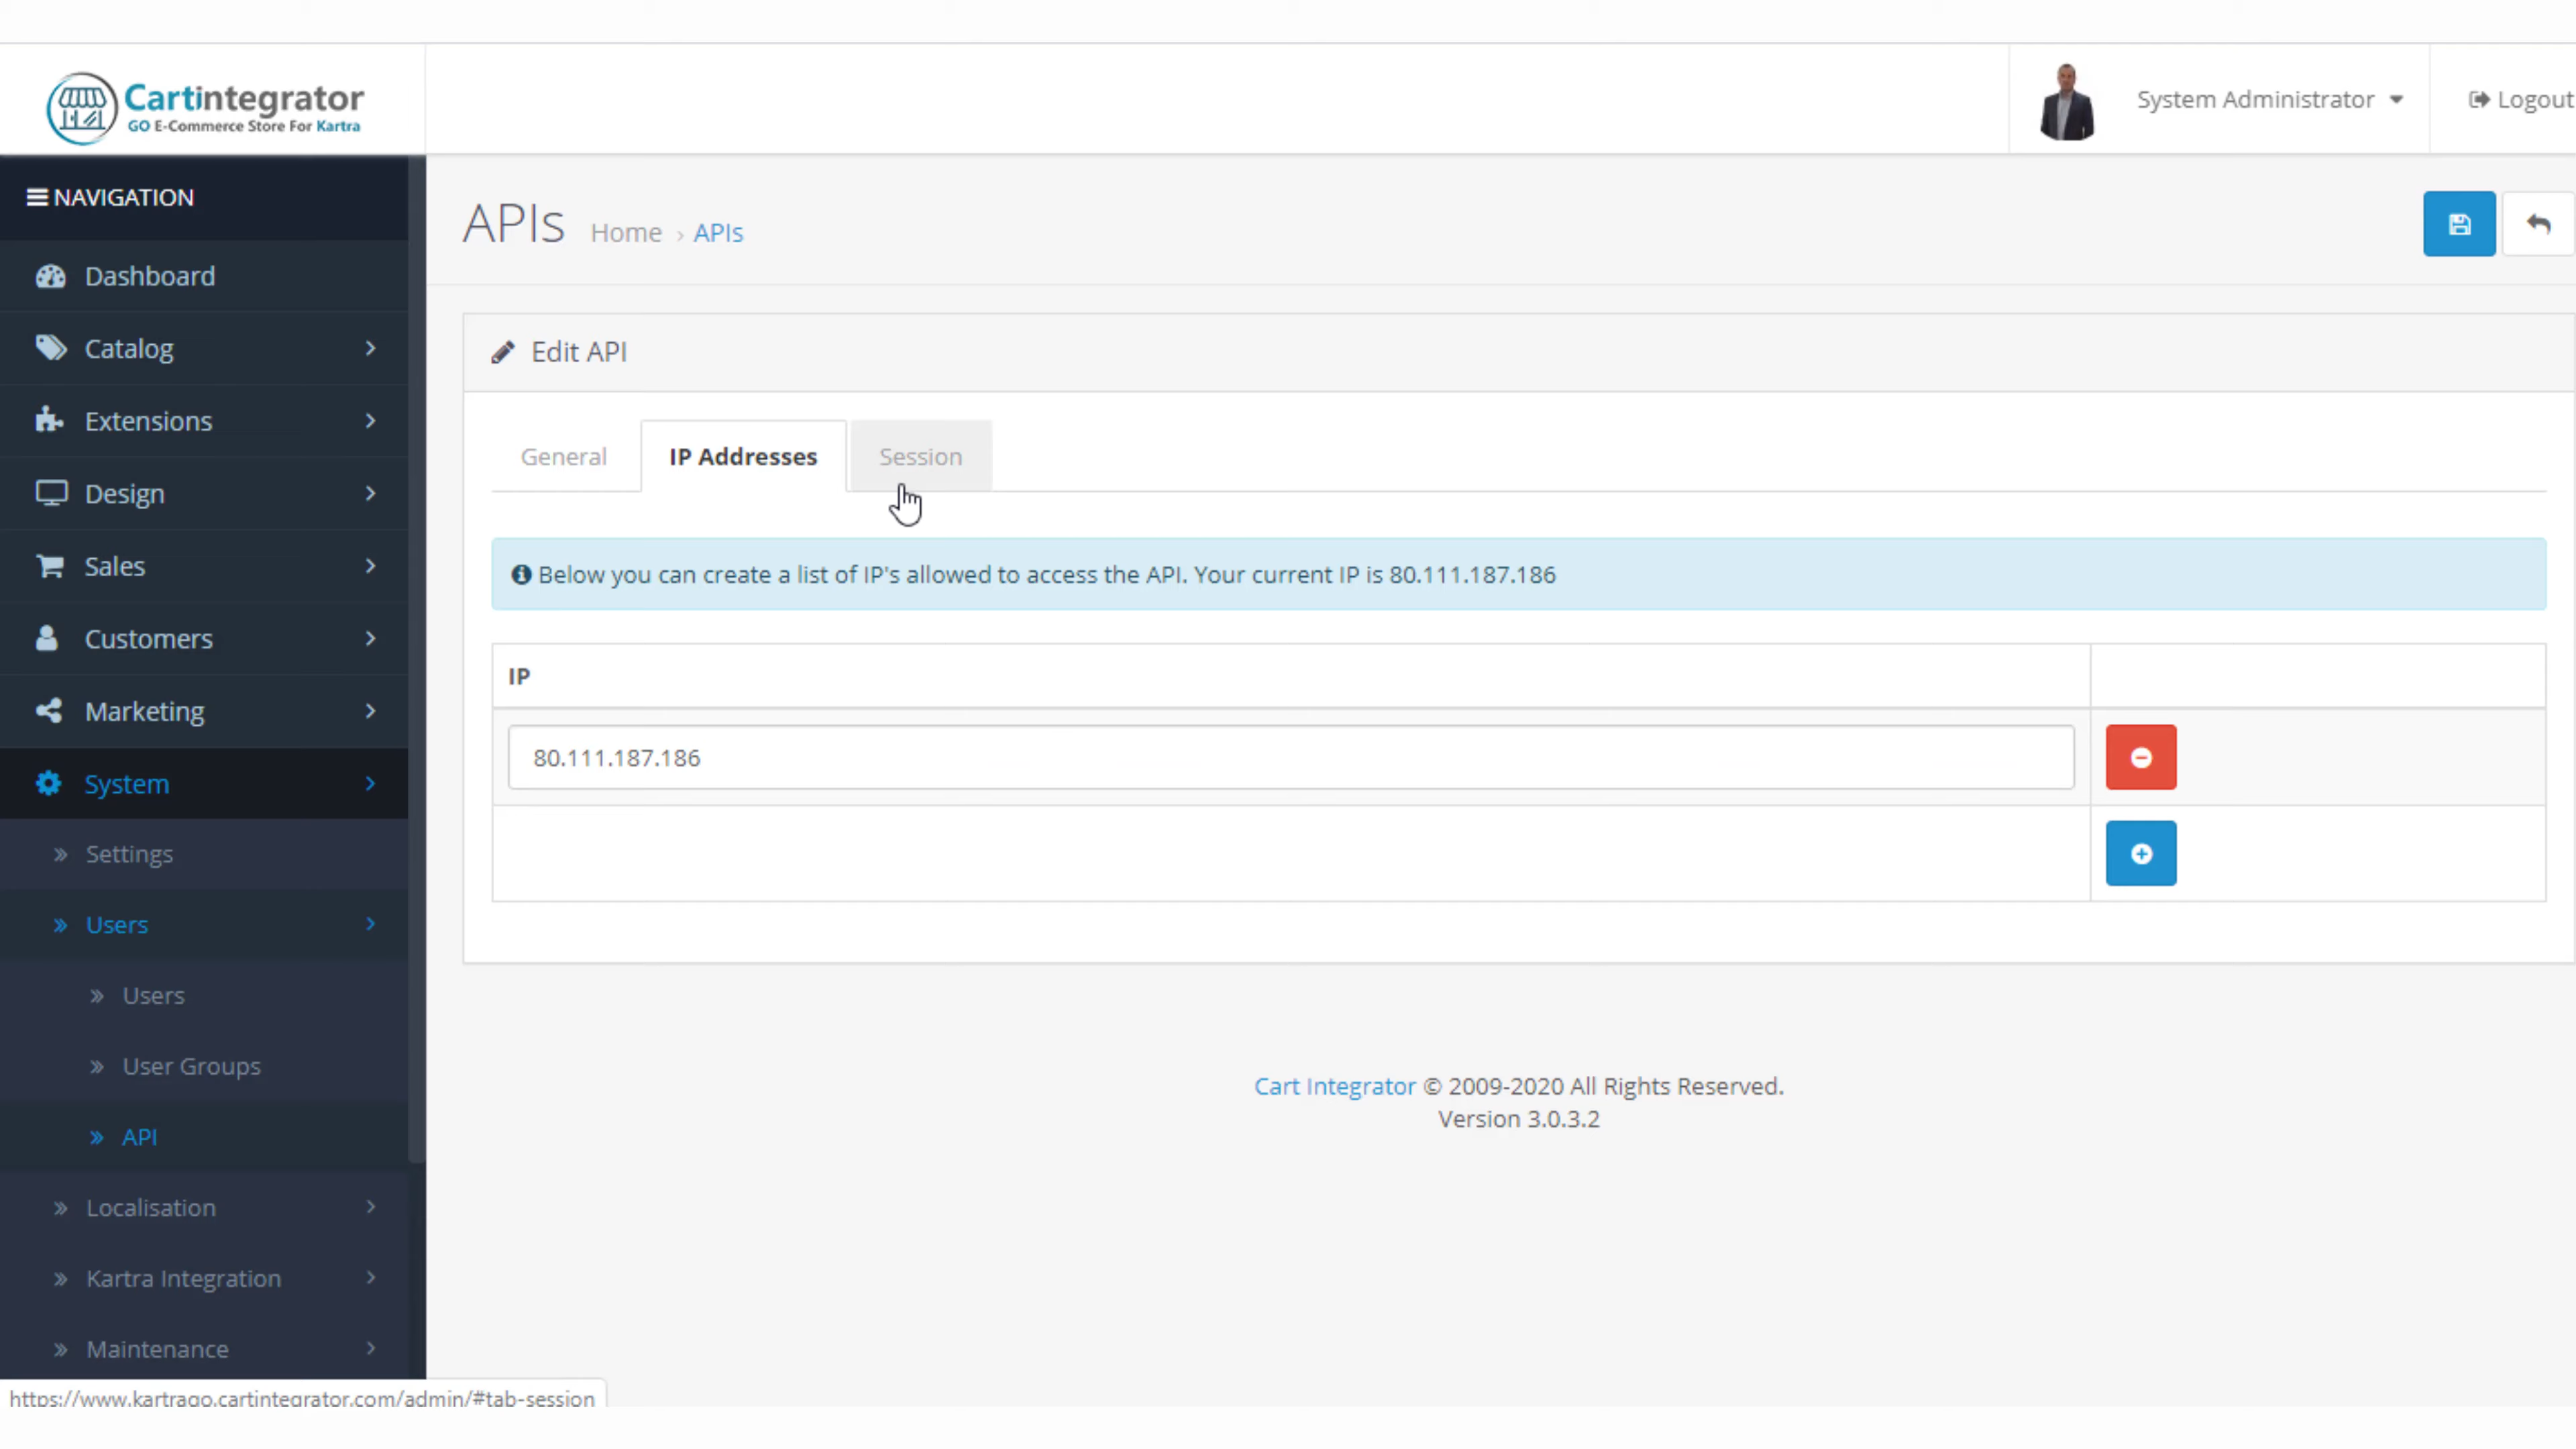 Cartintegrator
GO E-Commerce Store For Kartra
System Administrator
Logout
NAVIGATION
Dashboard
Catalog
Extensions
Design
Sales
Customers
Marketing
System
Settings
Users
Users
User Groups
API
Localisation
Kartra Integration
Maintenance
APIs Home › APIs
Edit API
General IP Addresses Session
Below you can create a list of IP's allowed to access the API. Your current IP is 80.111.187.186
IP
80.111.187.186
Cart Integrator © 2009-2020 All Rights Reserved.
Version 3.0.3.2
https://www.kartrago.cartintegrator.com/admin/#tab-session